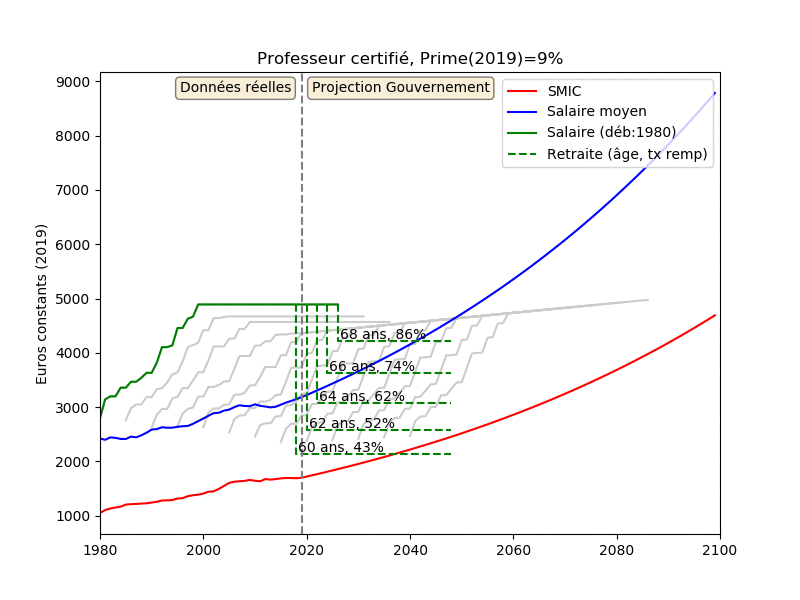 Professeur certifié, Prime(2019)=9%
Données réelles
Projection Gouvernement
SMIC
Salaire moyen
Salaire (déb:1980)
Retraite (âge, tx remp)
Euros constants (2019)
9000
8000
7000
6000
5000
4000
3000
2000
1000
68 ans, 86%
66 ans, 74%
64 ans, 62%
62 ans, 52%
60 ans, 43%
1980
2000
2020
2040
2060
2080
2100